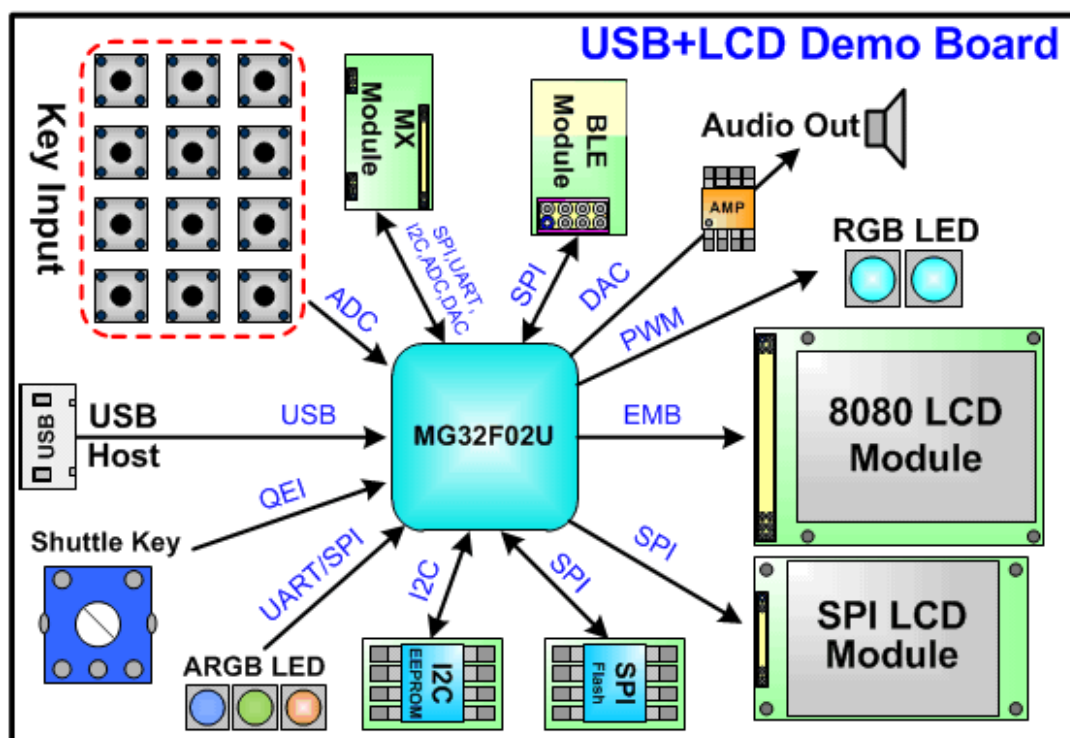 USB+LCD Demo Board
Key Input
MX
Module
BLE
Module
Audio Out
AMP
RGB LED
SPI,UART,
I2C,ADC,DAC
SPI
DAC
PWM
ADC
8080 LCD
Module
USB
USB
Host
USB
MG32F02U
EMB
QEI
Shuttle Key
UART/SPI
I2C
SPI
SPI
SPI LCD
Module
ARGB LED
I2C
EEPROM
SPI
Flash